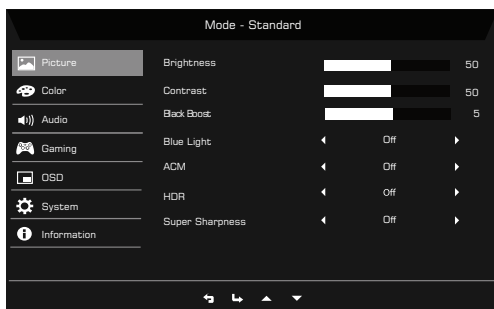 Mode - Standard
Picture
Color
Audio
Gaming
OSD
System
Information
Brightness 50
Contrast 50
Black Boost 5
Blue Light Off
ACM Off
HDR Off
Super Sharpness Off